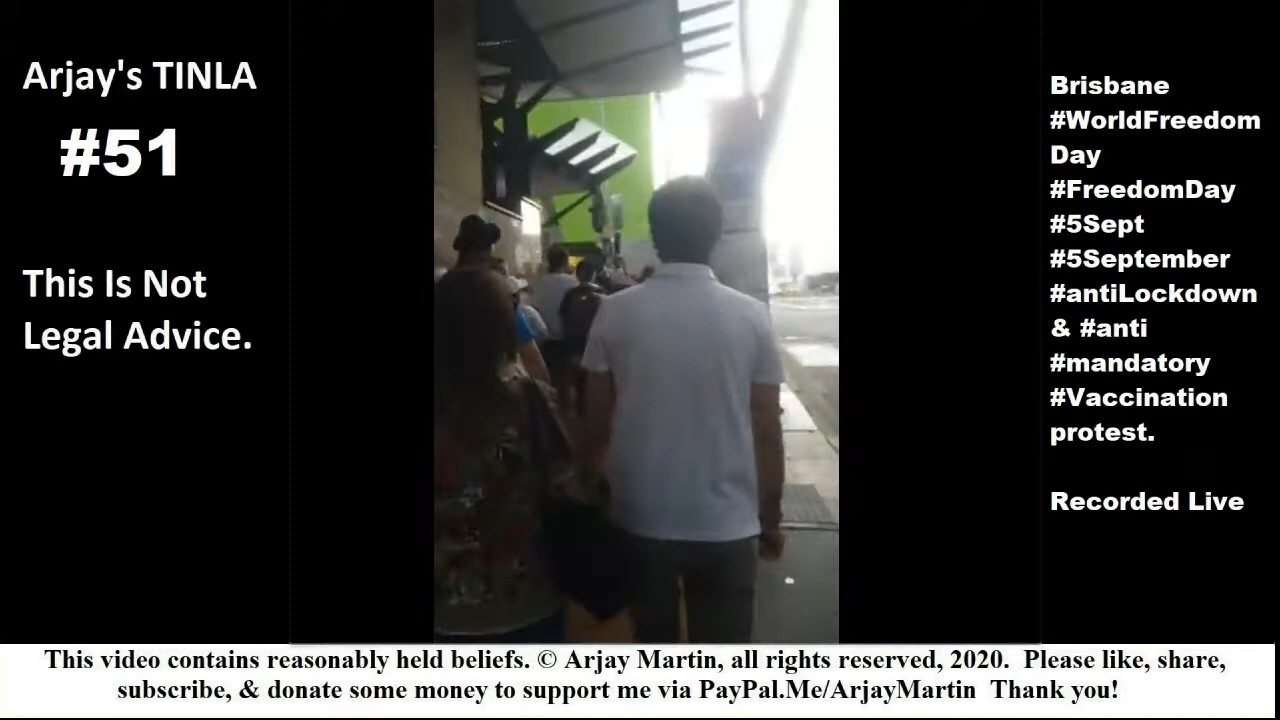 Arjay's TINLA
#51
This Is Not
Legal Advice.
Brisbane
#WorldFreedom
Day
#FreedomDay
#5Sept
#5September
#antiLockdown
& #anti
#mandatory
#Vaccination
protest.
Recorded Live
This video contains reasonably held beliefs. © Arjay Martin, all rights reserved, 2020.  Please like, share,
subscribe, & donate some money to support me via PayPal.Me/ArjayMartin  Thank you!